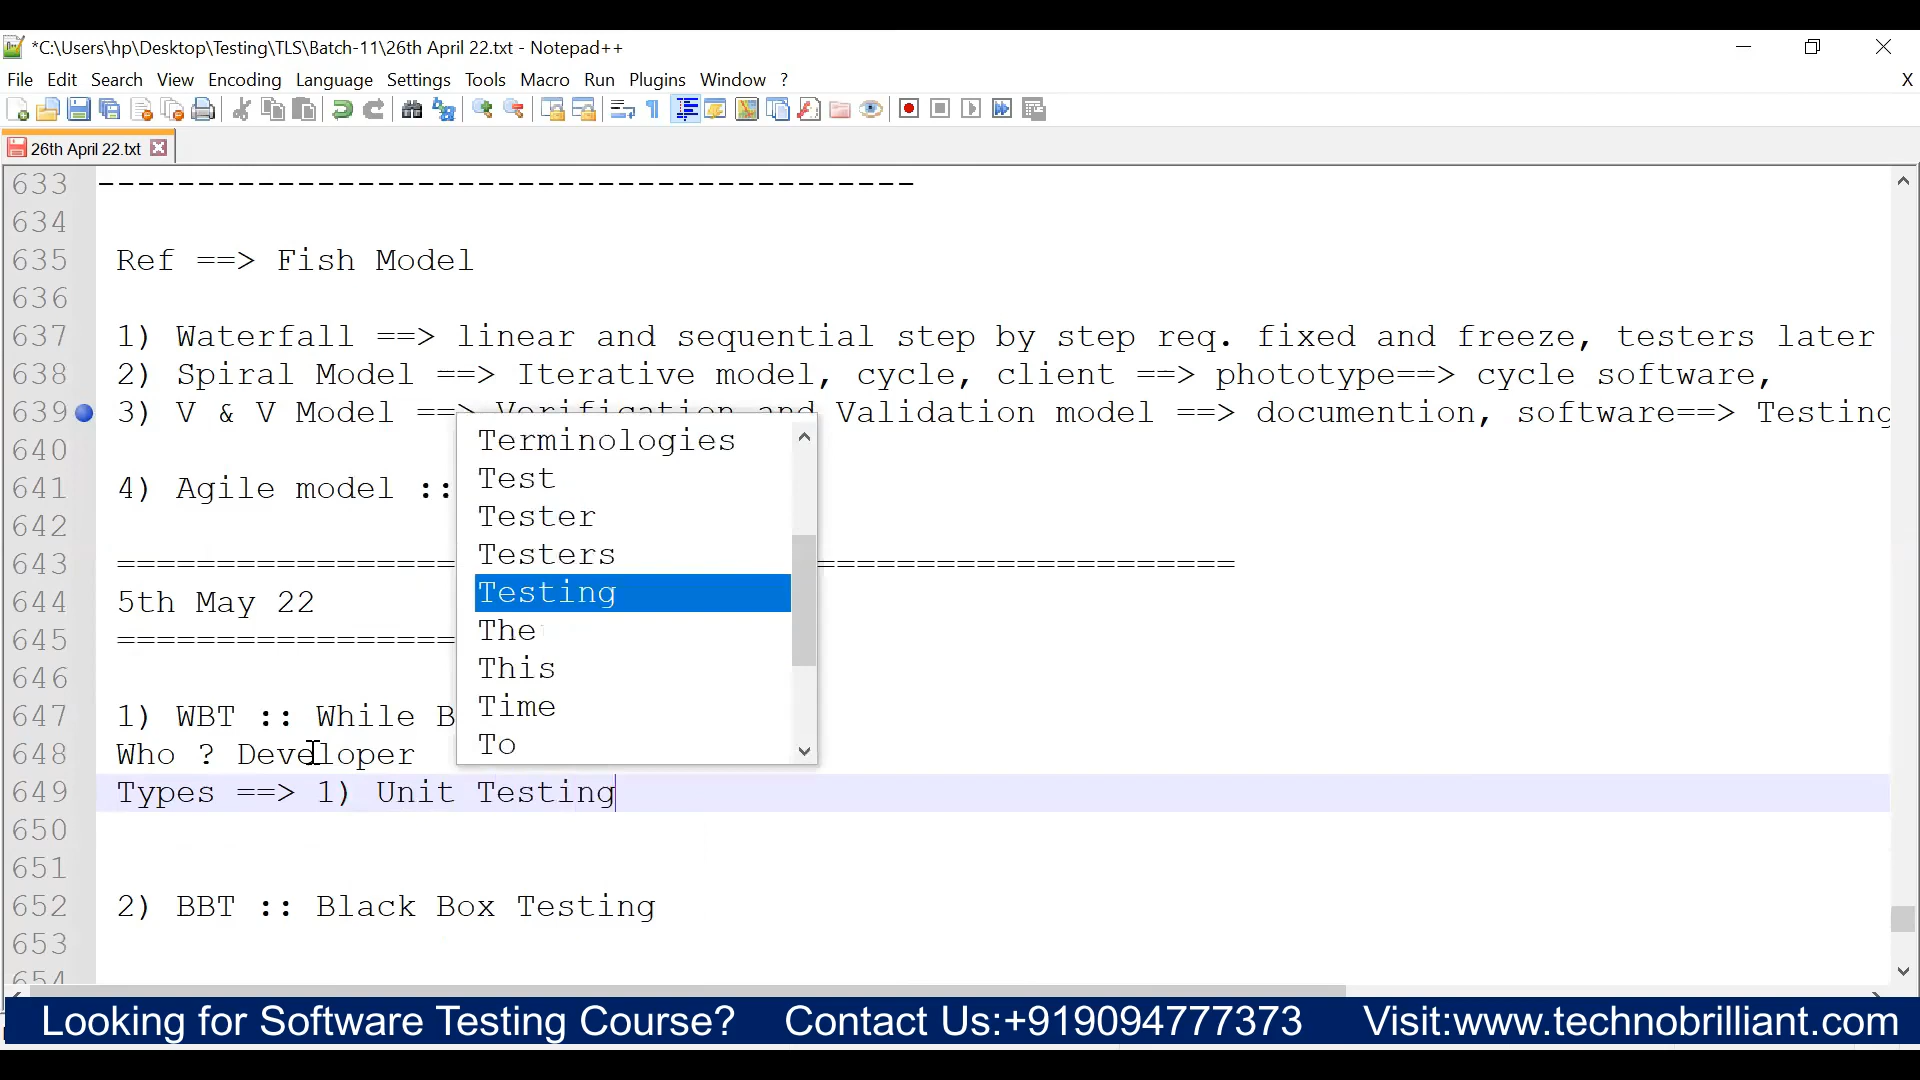 *C:\Users\hp\Desktop\Testing\TLS\Batch-11\26th April 22.txt - Notepad++
File Edit Search View Encoding Language Settings Tools Macro Run Plugins Window ? X
26th April 22.txt
633 -----------------------------------------
634
635 Ref ==> Fish Model
636
637 1) Waterfall ==> linear and sequential step by step req. fixed and freeze, testers later
638 2) Spiral Model ==> Iterative model, cycle, client ==> phototype==> cycle software,
639 3) V & V Model ==> Verification and Validation model ==> documention, software==> Testing
640
641 4) Agile model ::
642
643 ========================================================
644 5th May 22
645 =================
646
647 1) WBT :: While B
648 Who ? Developer
649 Types ==> 1) Unit Testing
650
651
652 2) BBT :: Black Box Testing
653
654
Terminologies
Test
Tester
Testers
Testing
The
This
Time
To
Looking for Software Testing Course? Contact Us:+919094777373 Visit:www.technobrilliant.com